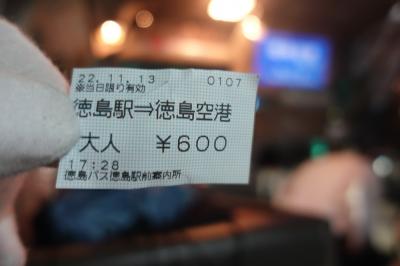 22.11.13 0107
※当日限り有効
徳島駅⇒徳島空港
大人 ¥600
17:28
徳島バス徳島駅前案内所